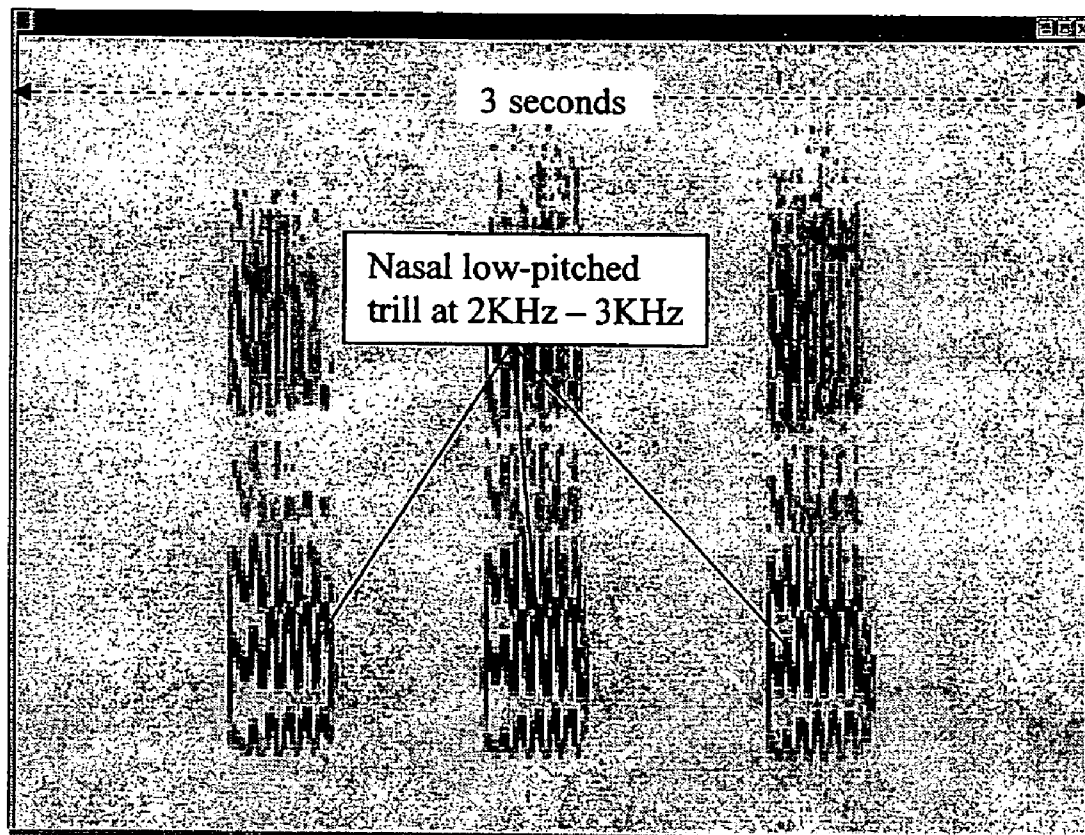 3 seconds
Nasal low-pitched
trill at 2KHz – 3KHz